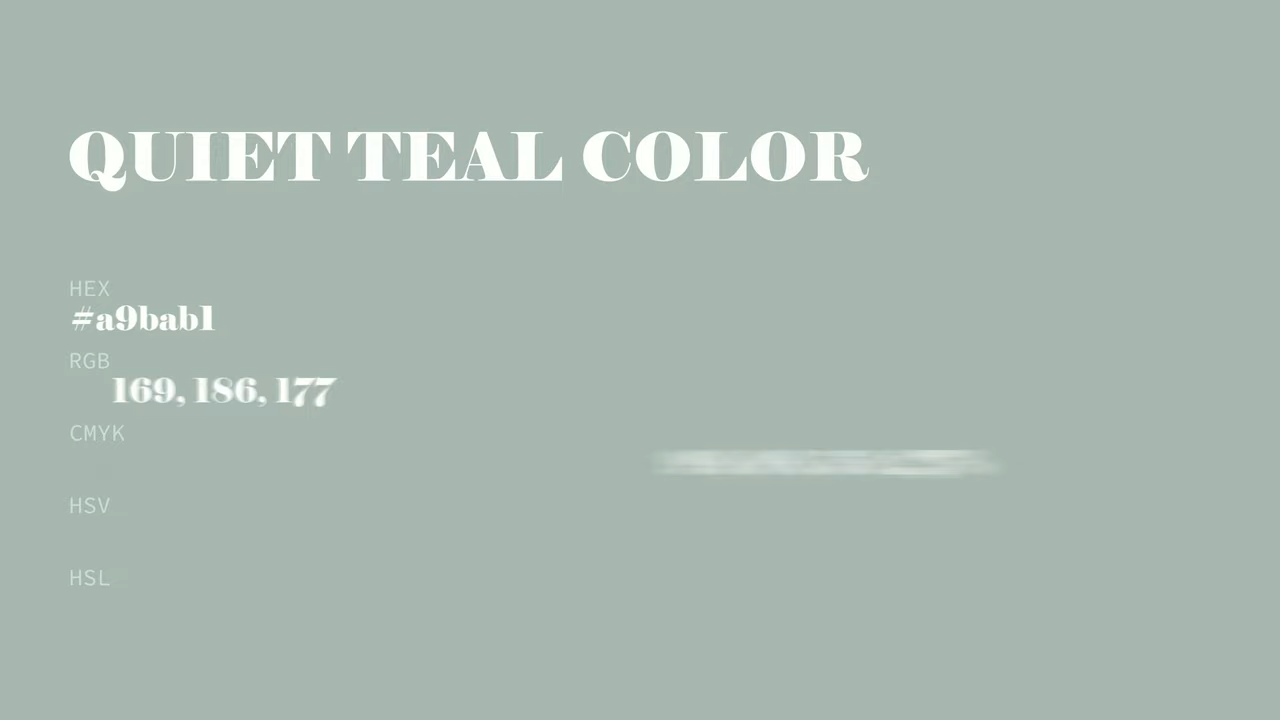 QUIET TEAL COLOR
HEX
#a9bab1
RGB
169, 186, 177
CMYK
HSV
HSL